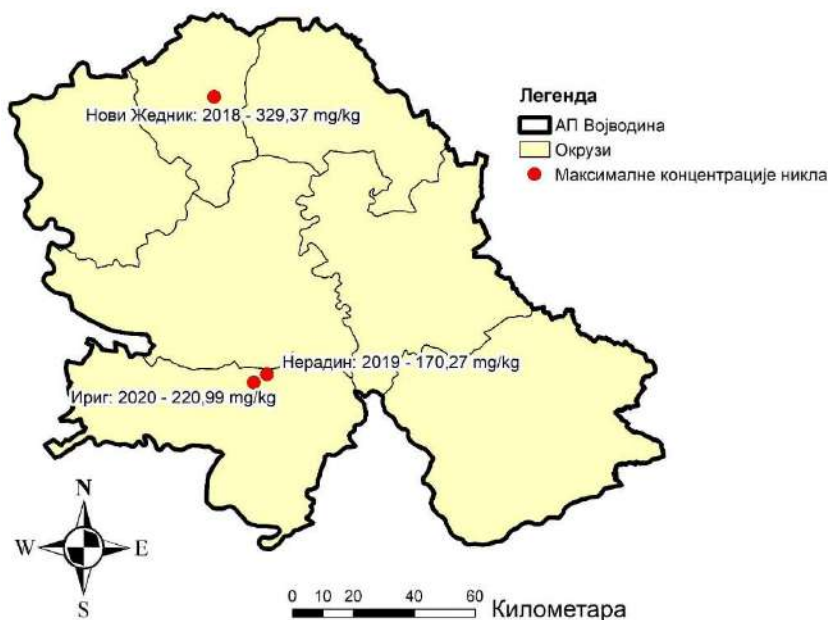 Нови Жедник: 2018 - 329,37 mg/kg
Легенда
АП Војводина
Окрузи
Максималне концентрације никла
Нерадин: 2019 - 170,27 mg/kg
Ириг: 2020 - 220,99 mg/kg
N
W E
S
0 10 20 40 60
Километара